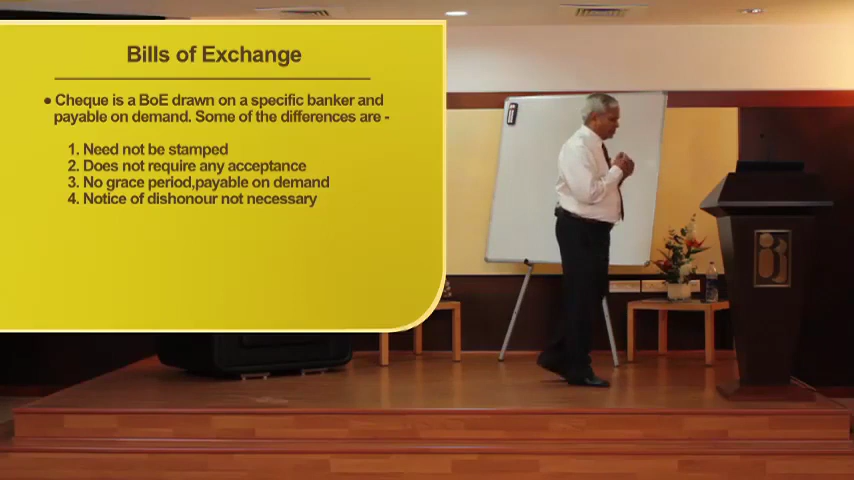 Bills of Exchange
● Cheque is a BoE drawn on a specific banker and
payable on demand. Some of the differences are -
1. Need not be stamped
2. Does not require any acceptance
3. No grace period,payable on demand
4. Notice of dishonour not necessary